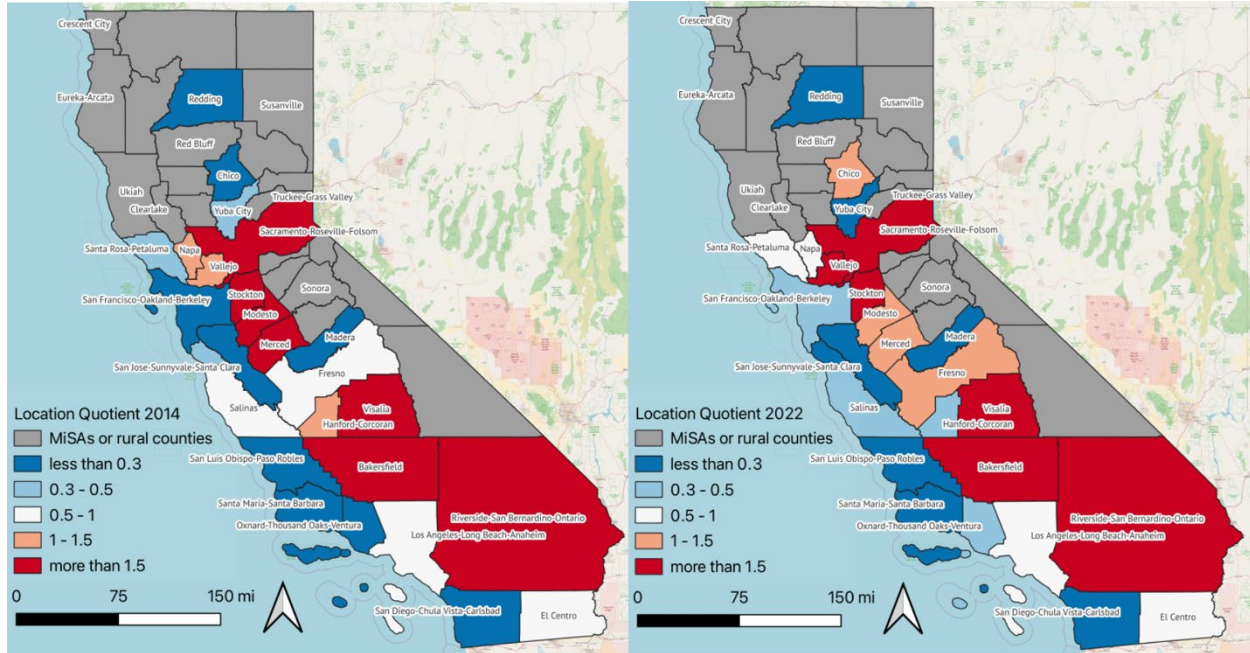 Crescent City
Eureka-Arcata
Redding
Susanville
Red Bluff
Chico
Ukiah
Clearlake
Yuba City
Truckee-Grass Valley
Sacramento-Roseville-Folsom
Santa Rosa-Petaluma
Napa
Vallejo
Stockton
Sonora
San Francisco-Oakland-Berkeley
Modesto
Merced
Madera
San Jose-Sunnyvale-Santa Clara
Fresno
Salinas
Visalia
Hanford-Corcoran
San Luis Obispo-Paso Robles
Bakersfield
Santa Maria-Santa Barbara
Oxnard-Thousand Oaks-Ventura
Riverside-San Bernardino-Ontario
Los Angeles-Long Beach-Anaheim
San Diego-Chula Vista-Carlsbad
El Centro
Location Quotient 2014
MiSAs or rural counties
less than 0.3
0.3 - 0.5
0.5 - 1
1 - 1.5
more than 1.5
0 75 150 mi
Crescent City
Eureka-Arcata
Redding
Susanville
Red Bluff
Chico
Ukiah
Clearlake
Yuba City
Truckee-Grass Valley
Sacramento-Roseville-Folsom
Santa Rosa-Petaluma
Napa
Vallejo
Stockton
Sonora
San Francisco-Oakland-Berkeley
Modesto
Merced
Madera
San Jose-Sunnyvale-Santa Clara
Fresno
Salinas
Visalia
Hanford-Corcoran
San Luis Obispo-Paso Robles
Bakersfield
Santa Maria-Santa Barbara
Oxnard-Thousand Oaks-Ventura
Riverside-San Bernardino-Ontario
Los Angeles-Long Beach-Anaheim
San Diego-Chula Vista-Carlsbad
El Centro
Location Quotient 2022
MiSAs or rural counties
less than 0.3
0.3 - 0.5
0.5 - 1
1 - 1.5
more than 1.5
0 75 150 mi